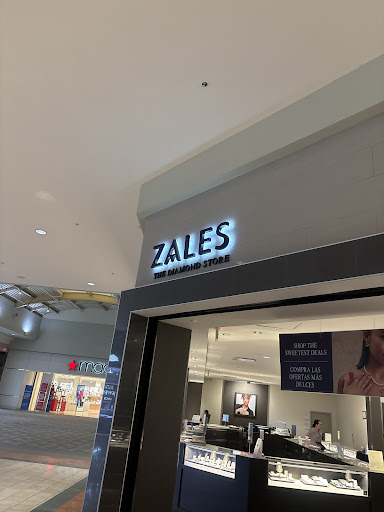 ZALES
THE DIAMOND STORE
SHOP THE
SWEETEST DEALS
COMPRA LAS
OFERTAS MÁS
DULCES